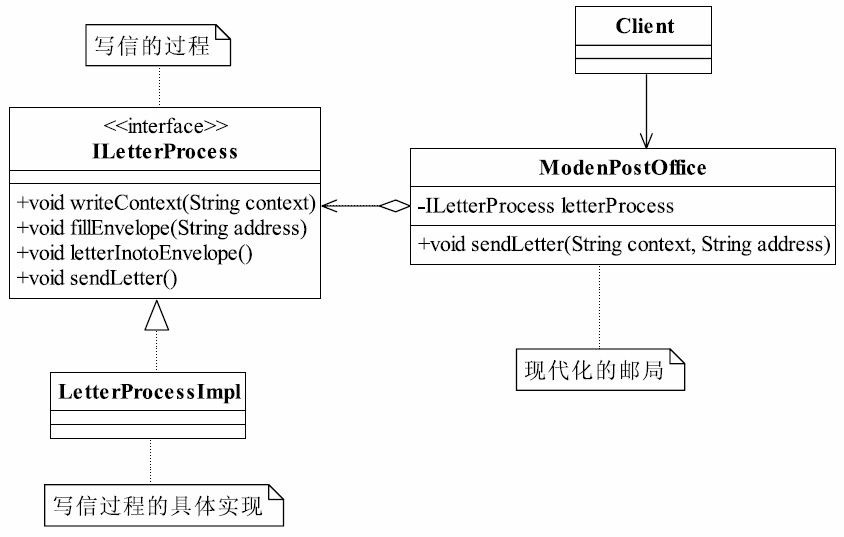 写信的过程
Client
<<interface>>
ILetterProcess
+void writeContext(String context)
+void fillEnvelope(String address)
+void letterInotoEnvelope()
+void sendLetter()
ModenPostOffice
-ILetterProcess letterProcess
+void sendLetter(String context, String address)
现代化的邮局
LetterProcessImpl
写信过程的具体实现